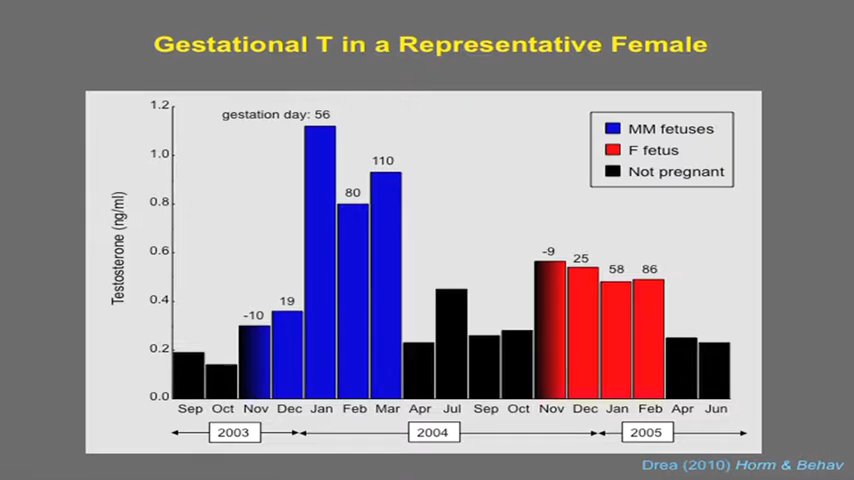 Gestational T in a Representative Female
1.2
1.0
0.8
0.6
0.4
0.2
0.0
Testosterone (ng/ml)
gestation day: 56
-10
19
80
110
-9
25
58
86
MM fetuses
F fetus
Not pregnant
Sep Oct Nov Dec Jan Feb Mar Apr Jul Sep Oct Nov Dec Jan Feb Apr Jun
2003 2004 2005
Drea (2010) Horm & Behav